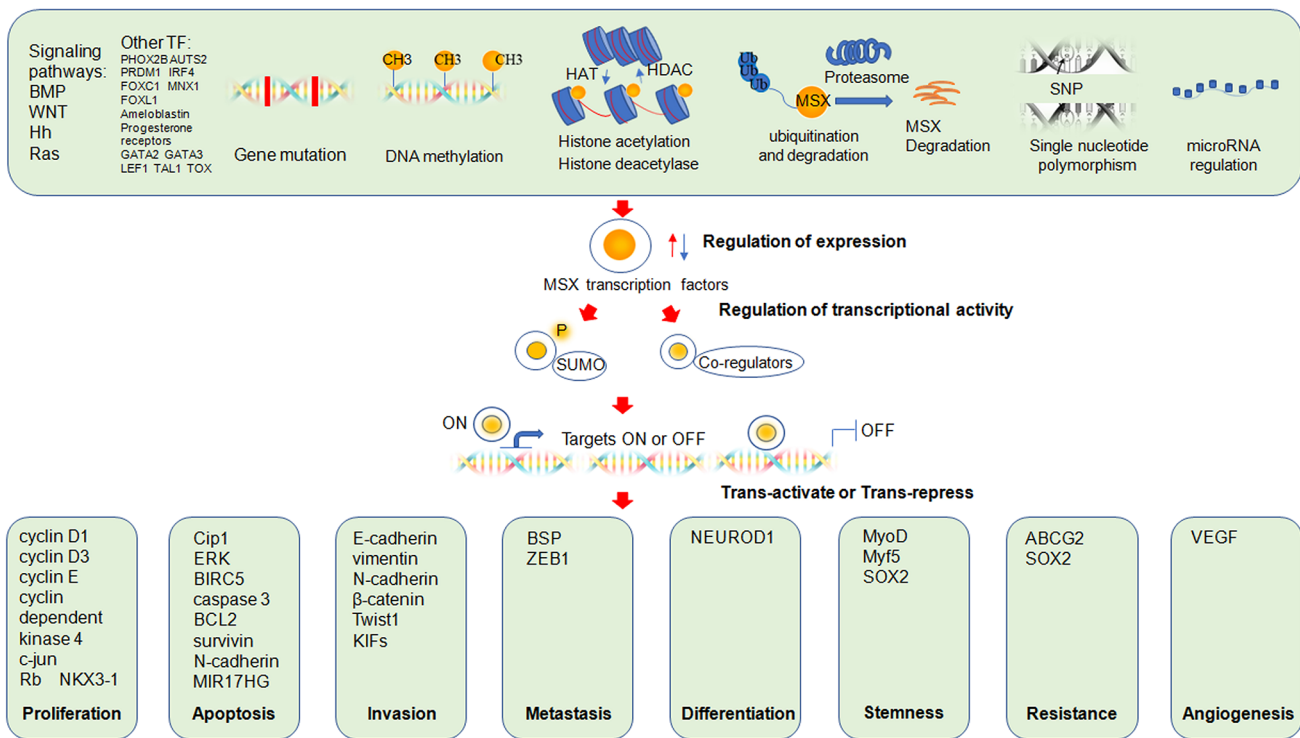 Signaling
pathways:
BMP
WNT
Hh
Ras
Other TF:
PHOX2B AUTS2
PRDM1 IRF4
FOXC1 MNX1
FOXL1
Ameloblastin
Progesterone
receptors
GATA2 GATA3
LEF1 TAL1 TOX
Gene mutation
CH3 CH3 CH3
DNA methylation
HAT HDAC
Histone acetylation
Histone deacetylase
Ub
Ub
Ub
MSX
Proteasome
ubiquitination
and degradation
MSX
Degradation
SNP
Single nucleotide
polymorphism
microRNA
regulation
Regulation of expression
MSX transcription factors
Regulation of transcriptional activity
P
SUMO
Co-regulators
ON
Targets ON or OFF
OFF
Trans-activate or Trans-repress
cyclin D1
cyclin D3
cyclin E
cyclin
dependent
kinase 4
c-jun
Rb NKX3-1
Proliferation
Cip1
ERK
BIRC5
caspase 3
BCL2
survivin
N-cadherin
MIR17HG
Apoptosis
E-cadherin
vimentin
N-cadherin
β-catenin
Twist1
KIFs
Invasion
BSP
ZEB1
Metastasis
NEUROD1
Differentiation
MyoD
Myf5
SOX2
Stemness
ABCG2
SOX2
Resistance
VEGF
Angiogenesis